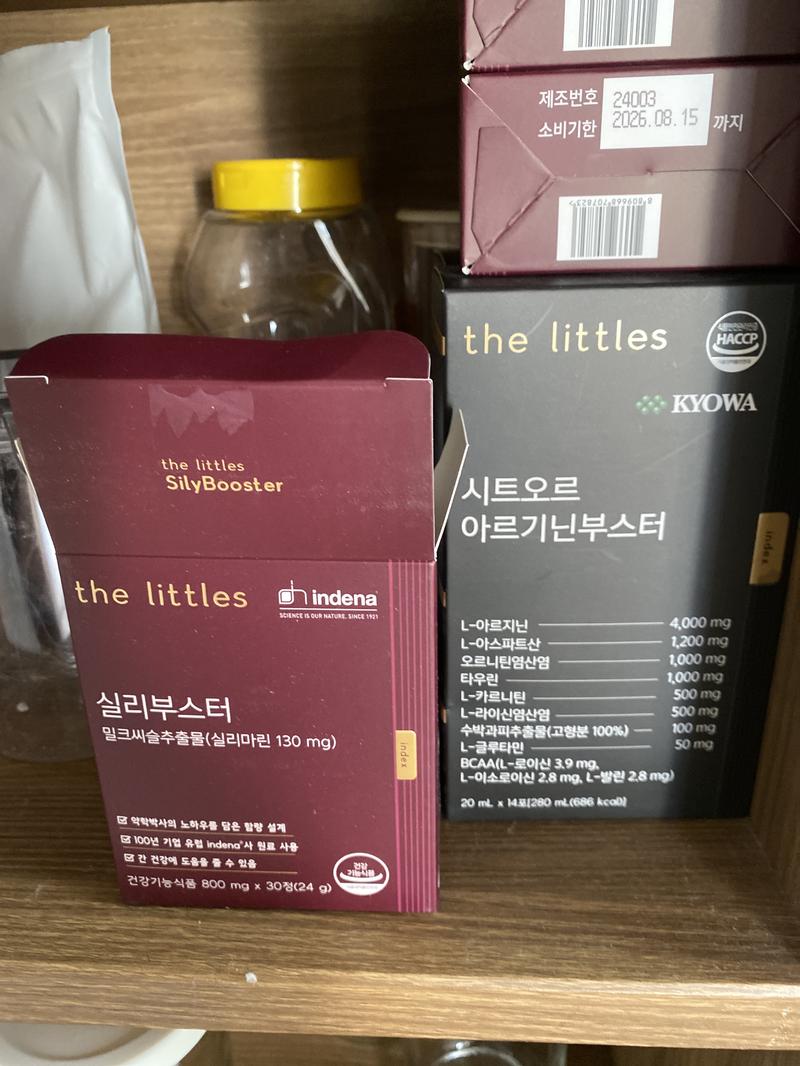 제조번호 24003
소비기한 2026.08.15 까지
8 809668 707823>
the littles
HACCP
KYOWA
시트오르
아르기닌부스터
index
L-아르지닌 4,000 mg
L-아스파트산 1,200 mg
오르니틴염산염 1,000 mg
타우린 1,000 mg
L-카르니틴 500 mg
L-라이신염산염 500 mg
수박과피추출물(고형분 100%) 100 mg
L-글루타민 50 mg
BCAA(L-로이신 3.9 mg,
L-이소로이신 2.8 mg, L-발린 2.8 mg)
20 mL x 14포[280 mL(686 kcal)]
the littles
SilyBooster
the littles
indena
SCIENCE IS OUR NATURE. SINCE 1921
실리부스터
밀크씨슬추출물(실리마린 130 mg)
index
약학박사의 노하우를 담은 함량 설계
100년 기업 유럽 indena®사 원료 사용
간 건강에 도움을 줄 수 있음
건강기능식품 800 mg x 30정(24 g)
건강
기능식품